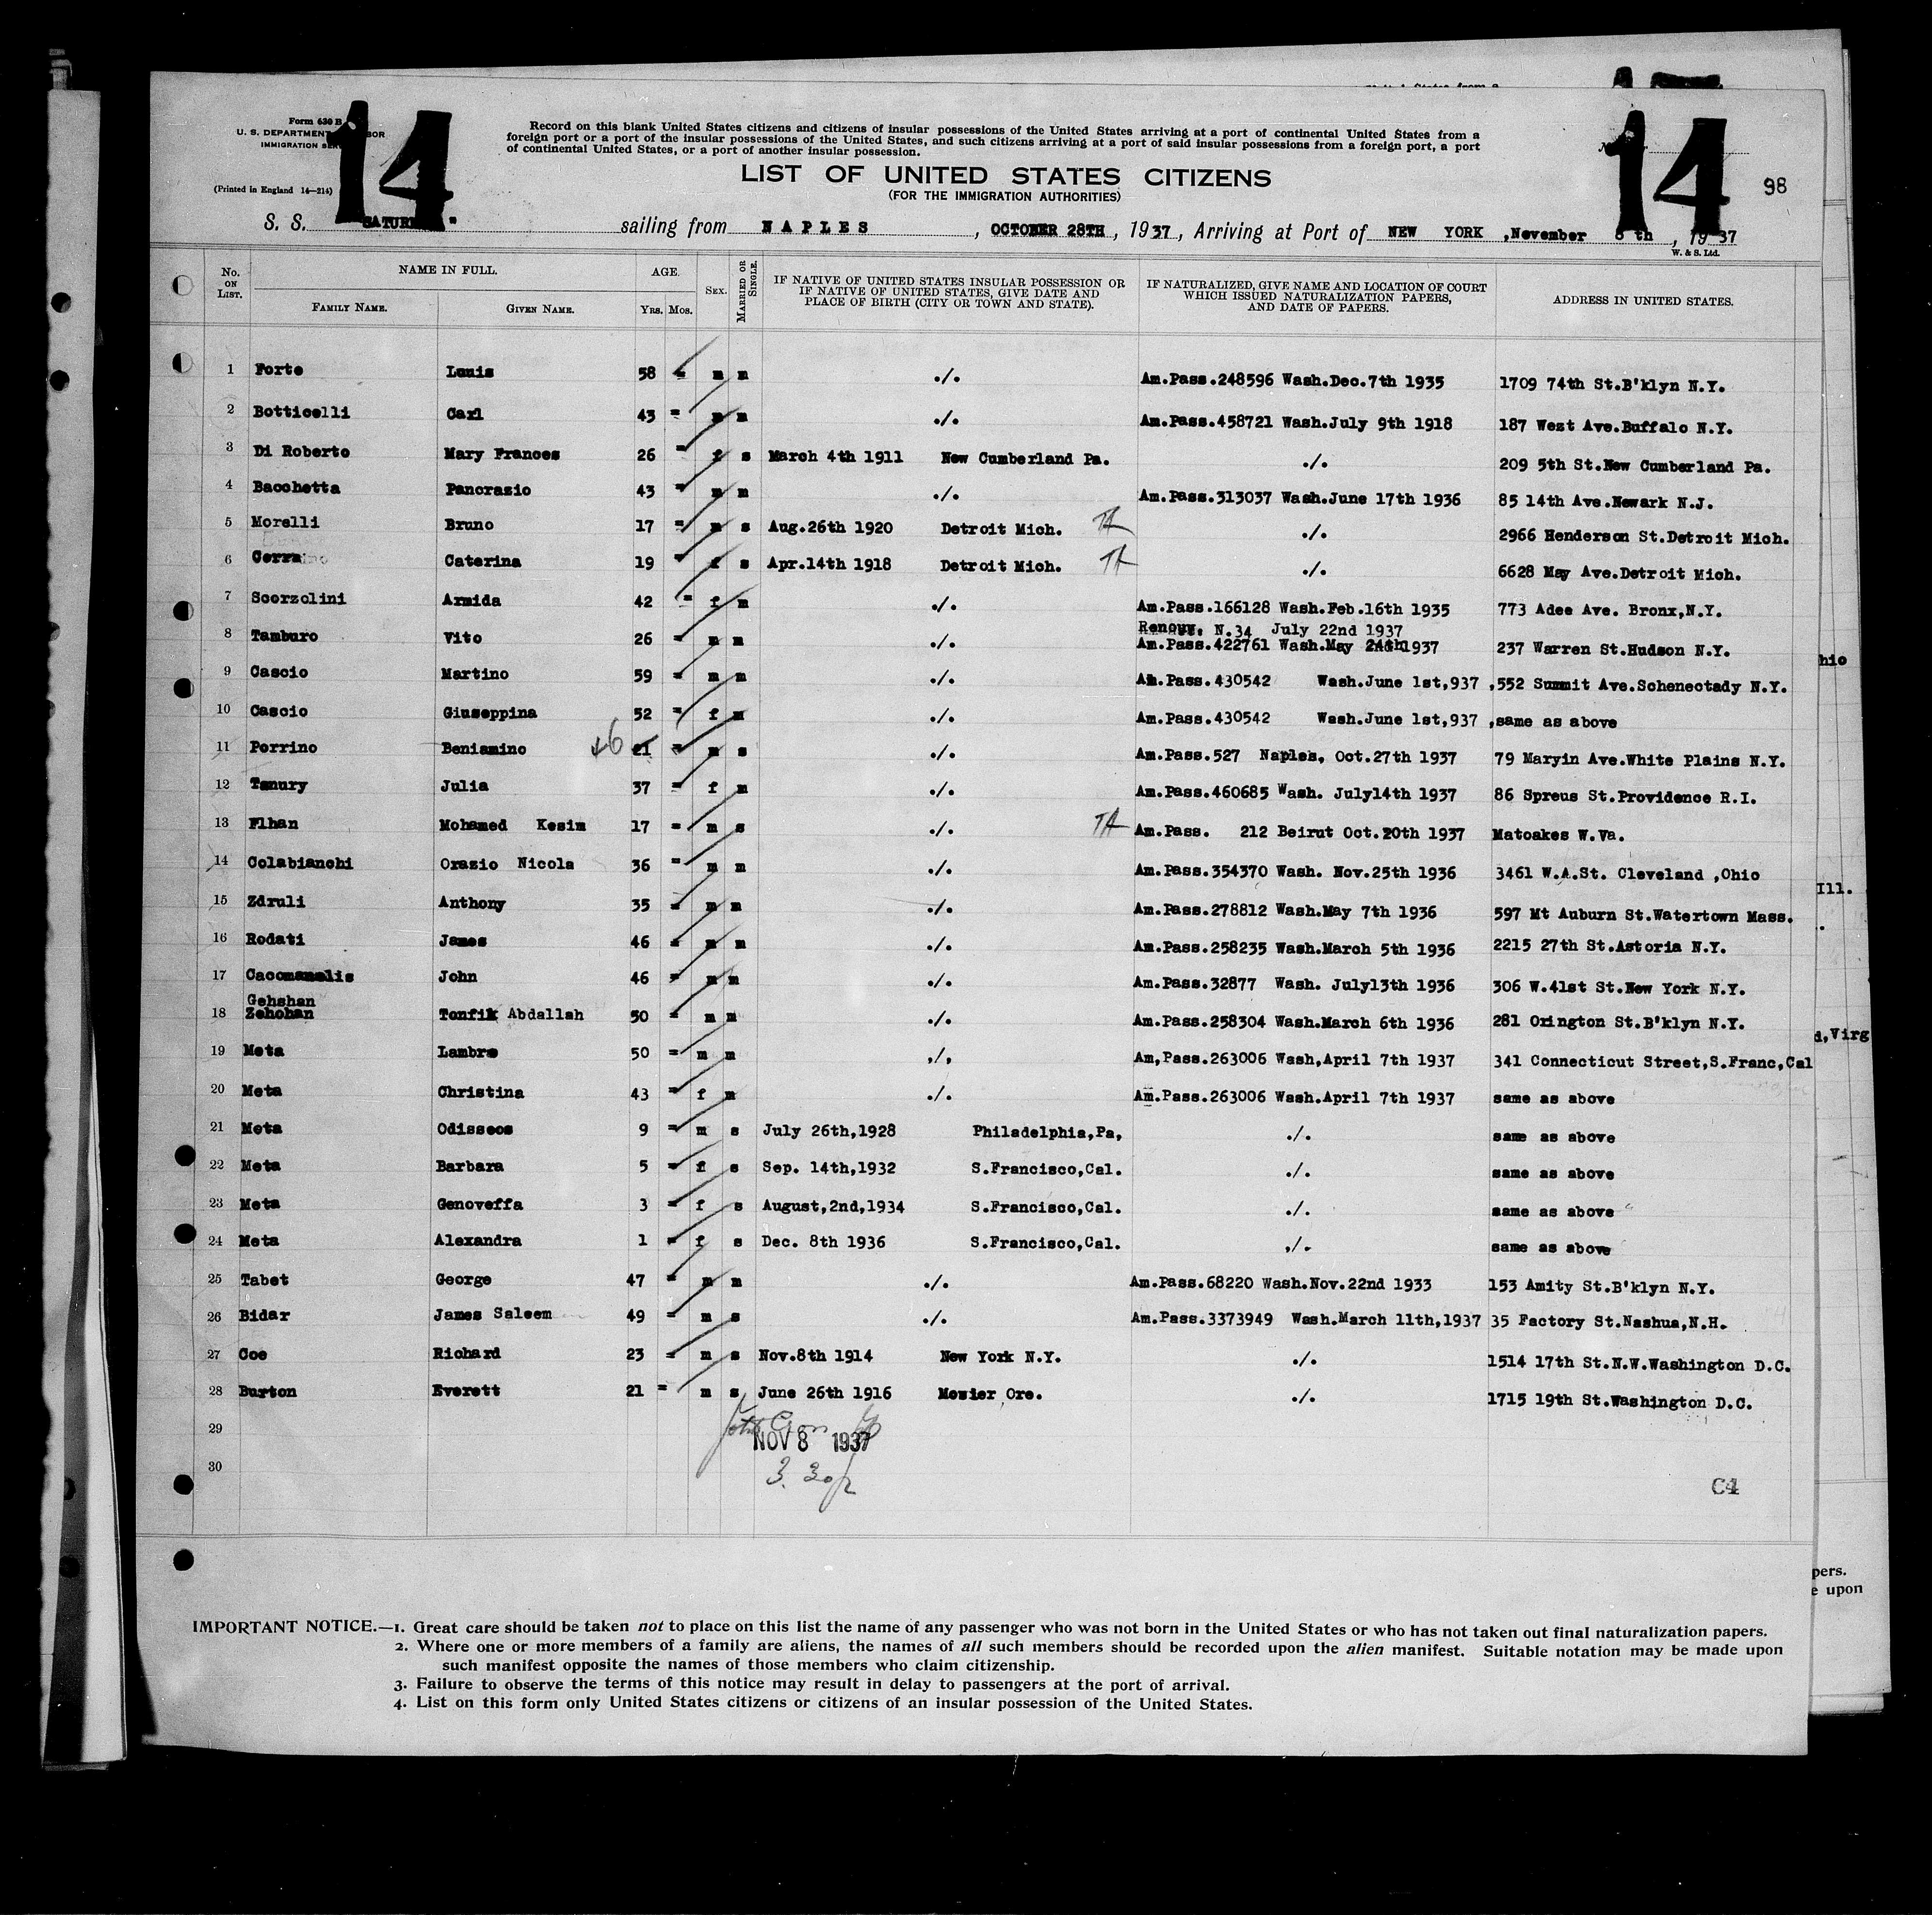 14
14
98
Form 630 B
U. S. DEPARTMENT
IMMIGRATION
(Printed in England 14—214)
Record on this blank United States citizens and citizens of insular possessions of the United States arriving at a port of continental United States from a
foreign port or a port of the insular possessions of the United States, and such citizens arriving at a port of said insular possessions from a foreign port, a port
of continental United States, or a port of another insular possession.
LIST OF UNITED STATES CITIZENS
(FOR THE IMMIGRATION AUTHORITIES)
S. S. sailing from NAPLES, OCTOBER 28TH, 1937, Arriving at Port of NEW YORK, November 8 th, 1937
W. & S. Ltd.
No. ON LIST. NAME IN FULL. FAMILY NAME. GIVEN NAME. AGE. YRS. MOS. SEX. MARRIED OR SINGLE. IF NATIVE OF UNITED STATES INSULAR POSSESSION OR IF NATIVE OF UNITED STATES, GIVE DATE AND PLACE OF BIRTH (CITY OR TOWN AND STATE). IF NATURALIZED, GIVE NAME AND LOCATION OF COURT WHICH ISSUED NATURALIZATION PAPERS, AND DATE OF PAPERS. ADDRESS IN UNITED STATES.
1 Forte Louis 58 = m m ./. Am.Pass.248596 Wash.Dec.7th 1935 1709 74th St.B'klyn N.Y.
2 Botticelli Carl 43 = m m ./. Am.Pass.458721 Wash.July 9th 1918 187 West Ave.Buffalo N.Y.
3 Di Roberto Mary Frances 26 = f s March 4th 1911 New Cumberland Pa. ./. 209 5th St.New Cumberland Pa.
4 Bacchetta Pancrazio 43 = m m ./. Am.Pass.313037 Wash.June 17th 1936 85 14th Ave.Newark N.J.
5 Morelli Bruno 17 = m s Aug.26th 1920 Detroit Mich. ./. 2966 Henderson St.Detroit Mich.
6 Cerra Caterina 19 = f s Apr.14th 1918 Detroit Mich. ./. 6628 May Ave.Detroit Mich.
7 Scorzolini Armida 42 = f m ./. Am.Pass.166128 Wash.Feb.16th 1935 773 Adee Ave. Bronx,N.Y.
Renouv. N.34 July 22nd 1937
8 Tamburo Vito 26 = m m ./. Am.Pass.422761 Wash.May 24th 1937 237 Warren St.Hudson N.Y.
9 Cascio Martino 59 = m m ./. Am.Pass.430542 Wash.June 1st,937 ,552 Summit Ave.Schenectady N.Y.
10 Cascio Giuseppina 52 = f m ./. Am.Pass.430542 Wash.June 1st,937 ,same as above
11 Perrino Beniamino 21 = m s ./. Am.Pass.527 Naples, Oct.27th 1937 79 Maryin Ave.White Plains N.Y.
12 Tanury Julia 37 = f m ./. Am.Pass.460685 Wash. July14th 1937 86 Spreus St.Providence R.I.
13 Flhan Mohamed Kesim 17 = m s ./. Am.Pass. 212 Beirut Oct.20th 1937 Matoakes W.Va.
14 Colabianchi Orazio Nicola 36 = m m ./. Am.Pass.354370 Wash. Nov.25th 1936 3461 W.A.St. Cleveland ,Ohio
15 Zdruli Anthony 35 = m m ./. Am.Pass.278812 Wash.May 7th 1936 597 Mt Auburn St.Watertown Mass.
16 Rodati James 46 = m m ./. Am.Pass.258235 Wash.March 5th 1936 2215 27th St.Astoria N.Y.
17 Cacomanolis John 46 = m m ./. Am.Pass.32877 Wash. July13th 1936 306 W.41st St.New York N.Y.
Gehshan
18 Zehohan Tonfik Abdallah 50 = m m ./. Am.Pass.258304 Wash.March 6th 1936 281 Orington St.B'klyn N.Y.
19 Meta Lambro 50 = m m ,/, Am,Pass.263006 Wash,April 7th 1937 341 Connecticut Street,S.Franc,Cal
20 Meta Christina 43 = f m ./. Am.Pass.263006 Wash.April 7th 1937 same as above
21 Meta Odisseos 9 = m s July 26th,1928 Philadelphia,Pa, ./. same as above
22 Meta Barbara 5 = f s Sep. 14th,1932 S.Francisco,Cal. ./. same as above
23 Meta Genoveffa 3 = f s August,2nd,1934 S.Francisco,Cal. ./. same as above
24 Meta Alexandra 1 = f s Dec. 8th 1936 S.Francisco,Cal. ,/. same as above
25 Tabet George 47 = m m ./. Am.Pass.68220 Wash.Nov.22nd 1933 153 Amity St.B'klyn N.Y.
26 Bidar James Saleem 49 = m s ./. Am.Pass.3373949 Wash.March 11th,1937 35 Factory St.Nashua,N.H.
27 Coe Richard 23 = m s Nov.8th 1914 New York N.Y. ./. 1514 17th St.N.W.Washington D.C.
28 Burton Everett 21 = m s June 26th 1916 Mosier Ore. ./. 1715 19th St.Washington D.C.
29
NOV 8 1937
30
C4
hio
Ill.
d,Virg
pers.
e upon
IMPORTANT NOTICE.—1. Great care should be taken not to place on this list the name of any passenger who was not born in the United States or who has not taken out final naturalization papers.
2. Where one or more members of a family are aliens, the names of all such members should be recorded upon the alien manifest. Suitable notation may be made upon
such manifest opposite the names of those members who claim citizenship.
3. Failure to observe the terms of this notice may result in delay to passengers at the port of arrival.
4. List on this form only United States citizens or citizens of an insular possession of the United States.